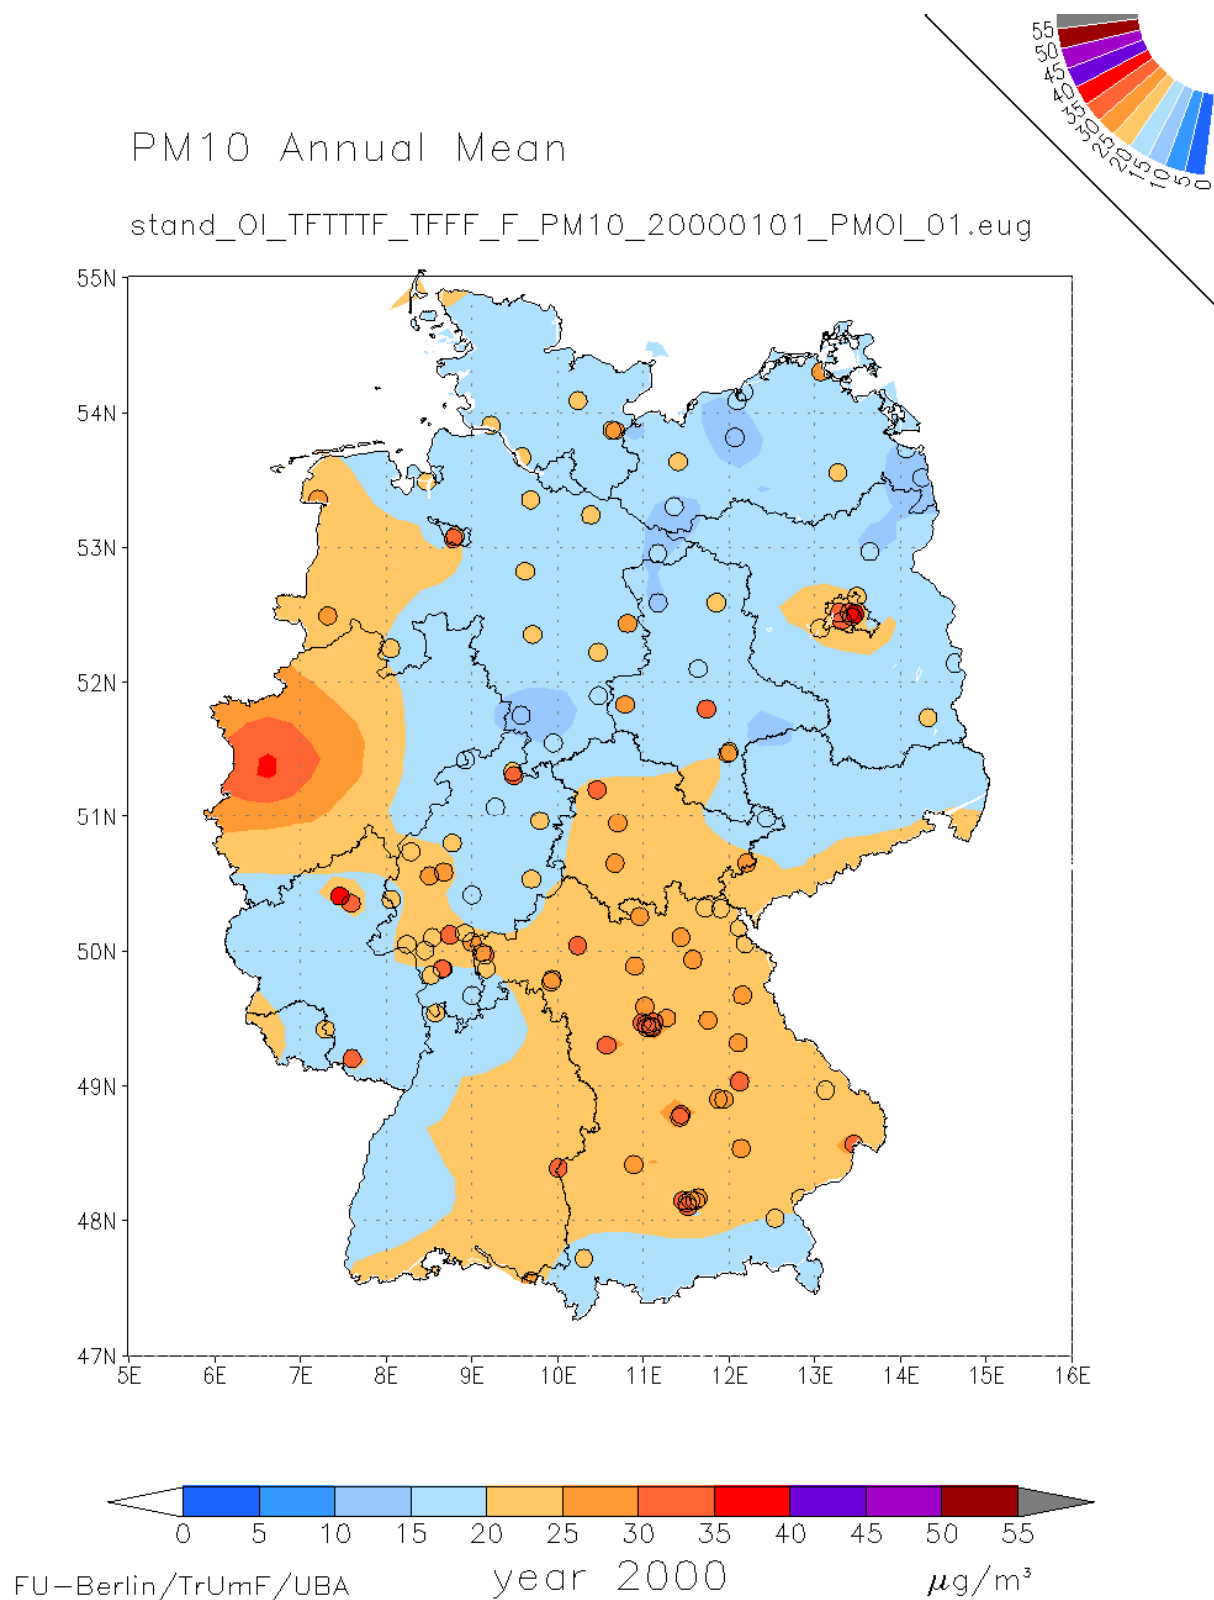 55
50
45
40
35
30
25
20
15
10
5
0
PM10 Annual Mean
stand_OI_TFTTTF_TFFF_F_PM10_20000101_PMOI_01.eug
55N
54N
53N
52N
51N
50N
49N
48N
47N
5E 6E 7E 8E 9E 10E 11E 12E 13E 14E 15E 16E
0 5 10 15 20 25 30 35 40 45 50 55
FU-Berlin/TrUmF/UBA year 2000 µg/m³